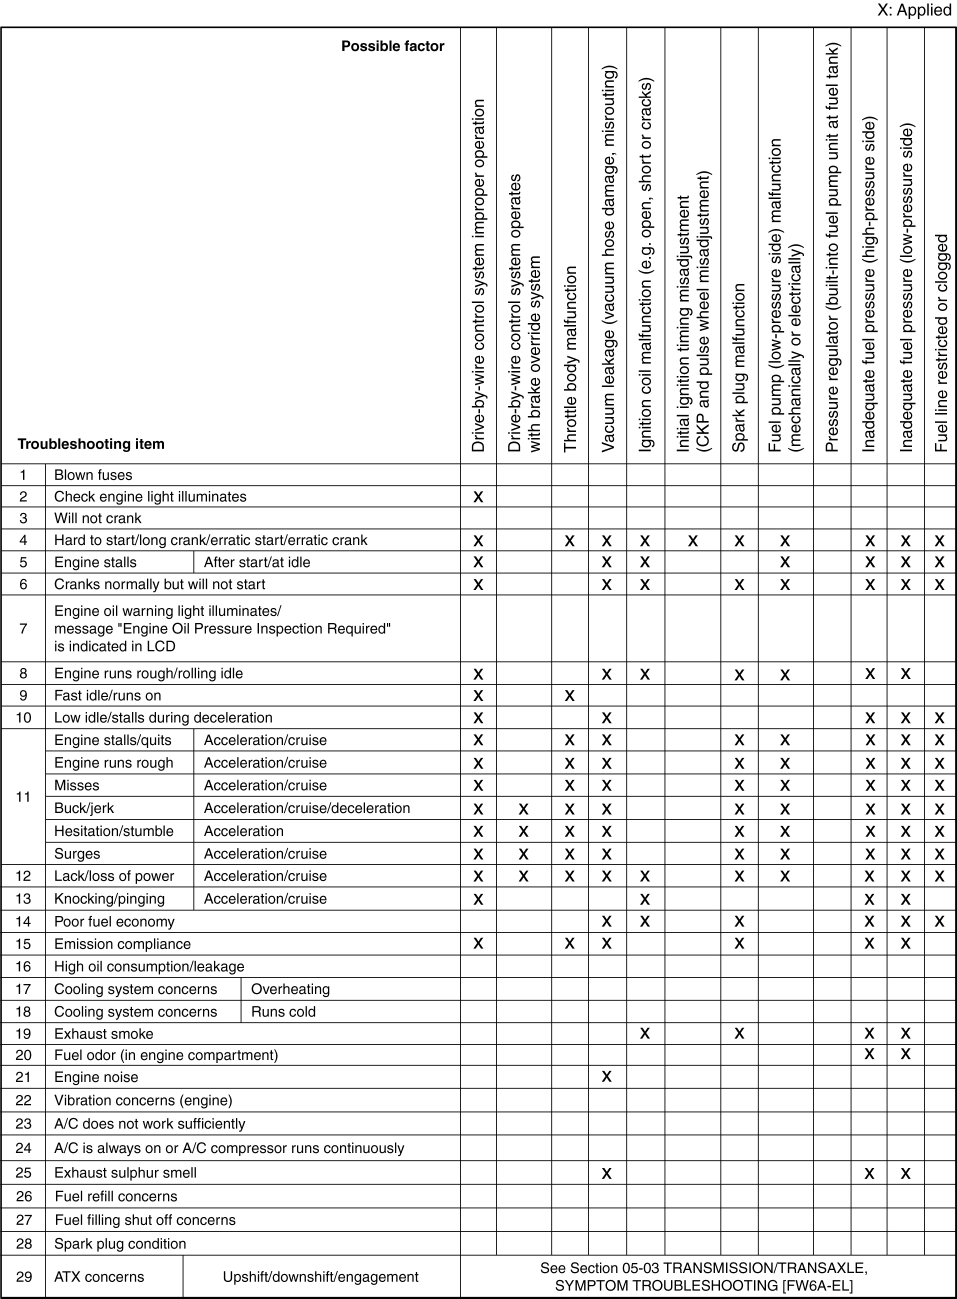 X: Applied
Possible factor
Troubleshooting item
Drive-by-wire control system improper operation
Drive-by-wire control system operates
with brake override system
Throttle body malfunction
Vacuum leakage (vacuum hose damage, misrouting)
Ignition coil malfunction (e.g. open, short or cracks)
Initial ignition timing misadjustment
(CKP and pulse wheel misadjustment)
Spark plug malfunction
Fuel pump (low-pressure side) malfunction
(mechanically or electrically)
Pressure regulator (built-into fuel pump unit at fuel tank)
Inadequate fuel pressure (high-pressure side)
Inadequate fuel pressure (low-pressure side)
Fuel line restricted or clogged
1 Blown fuses
2 Check engine light illuminates X
3 Will not crank
4 Hard to start/long crank/erratic start/erratic crank X X X X X X X X X X
5 Engine stalls After start/at idle X X X X X X X
6 Cranks normally but will not start X X X X X X X X
7 Engine oil warning light illuminates/
message "Engine Oil Pressure Inspection Required"
is indicated in LCD
8 Engine runs rough/rolling idle X X X X X X X
9 Fast idle/runs on X X
10 Low idle/stalls during deceleration X X X X X
11 Engine stalls/quits Acceleration/cruise X X X X X X X X
Engine runs rough Acceleration/cruise X X X X X X X X
Misses Acceleration/cruise X X X X X X X X
Buck/jerk Acceleration/cruise/deceleration X X X X X X X X X
Hesitation/stumble Acceleration X X X X X X X X X
Surges Acceleration/cruise X X X X X X X X X
12 Lack/loss of power Acceleration/cruise X X X X X X X X X X
13 Knocking/pinging Acceleration/cruise X X X X
14 Poor fuel economy X X X X X X
15 Emission compliance X X X X X X
16 High oil consumption/leakage
17 Cooling system concerns Overheating
18 Cooling system concerns Runs cold
19 Exhaust smoke X X X X
20 Fuel odor (in engine compartment) X X
21 Engine noise X
22 Vibration concerns (engine)
23 A/C does not work sufficiently
24 A/C is always on or A/C compressor runs continuously
25 Exhaust sulphur smell X X X
26 Fuel refill concerns
27 Fuel filling shut off concerns
28 Spark plug condition
29 ATX concerns Upshift/downshift/engagement See Section 05-03 TRANSMISSION/TRANSAXLE,
SYMPTOM TROUBLESHOOTING [FW6A-EL]